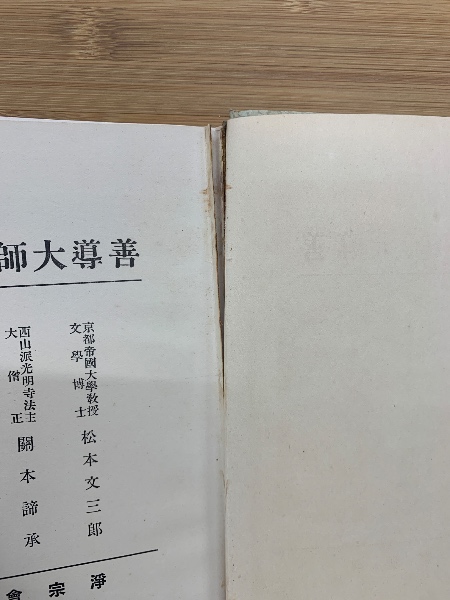 善導大師
京都帝國大學教授
文學博士
松本文三郎
西山派光明寺法主
大僧正
關本諦承
淨宗會